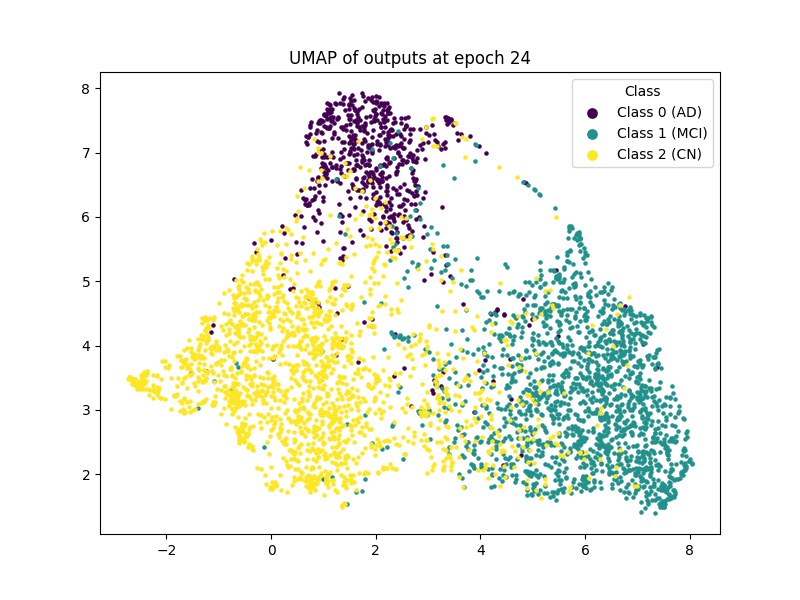 UMAP of outputs at epoch 24
Class
Class 0 (AD)
Class 1 (MCI)
Class 2 (CN)
8
7
6
5
4
3
2
−2
0
2
4
6
8